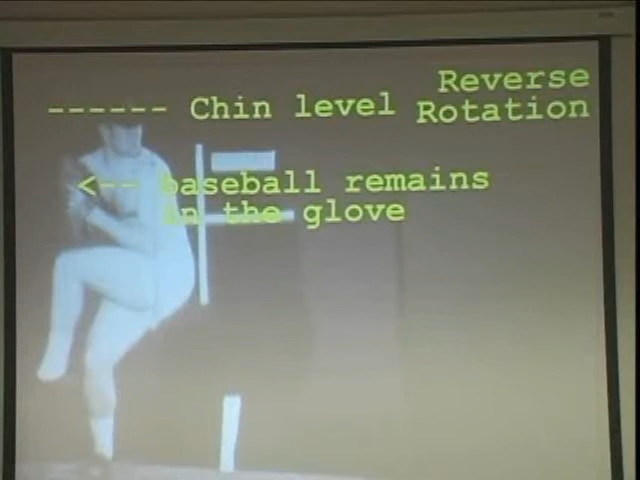 Reverse
------ Chin level Rotation
<-- baseball remains
in the glove